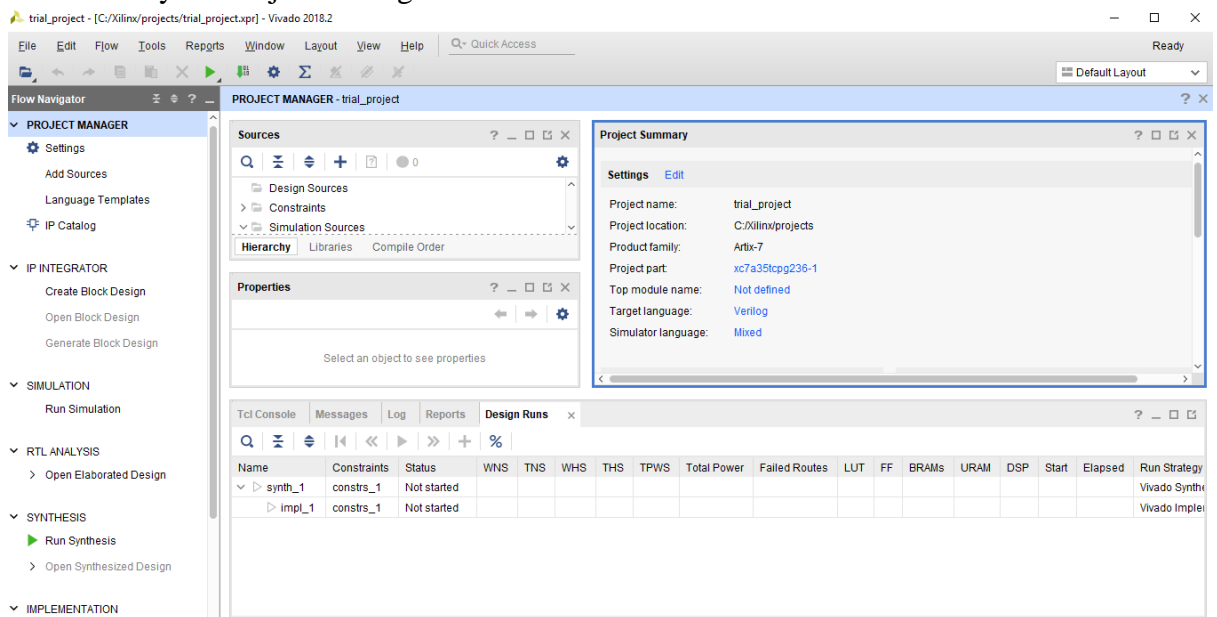 trial_project - [C:/Xilinx/projects/trial_project.xpr] - Vivado 2018.2
File Edit Flow Tools Reports Window Layout View Help Quick Access Ready
Default Layout
Flow Navigator
PROJECT MANAGER - trial_project
PROJECT MANAGER
Settings
Add Sources
Language Templates
IP Catalog
IP INTEGRATOR
Create Block Design
Open Block Design
Generate Block Design
SIMULATION
Run Simulation
RTL ANALYSIS
Open Elaborated Design
SYNTHESIS
Run Synthesis
Open Synthesized Design
IMPLEMENTATION
Sources
0
Design Sources
Constraints
Simulation Sources
Hierarchy Libraries Compile Order
Properties
Select an object to see properties
Project Summary
Settings Edit
Project name: trial_project
Project location: C:/Xilinx/projects
Product family: Artix-7
Project part: xc7a35tcpg236-1
Top module name: Not defined
Target language: Verilog
Simulator language: Mixed
Tcl Console Messages Log Reports Design Runs
Name Constraints Status WNS TNS WHS THS TPWS Total Power Failed Routes LUT FF BRAMs URAM DSP Start Elapsed Run Strategy
synth_1 constrs_1 Not started Vivado Synthe
impl_1 constrs_1 Not started Vivado Implem